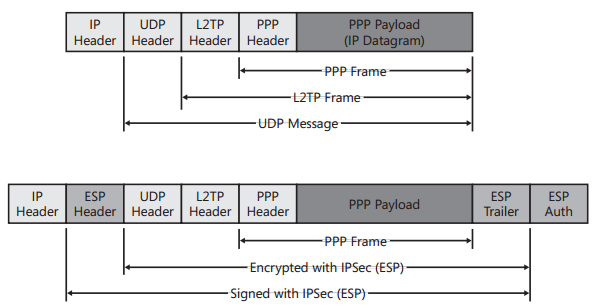 IP
Header
UDP
Header
L2TP
Header
PPP
Header
PPP Payload
(IP Datagram)
PPP Frame
L2TP Frame
UDP Message
IP
Header
ESP
Header
UDP
Header
L2TP
Header
PPP
Header
PPP Payload
ESP
Trailer
ESP
Auth
PPP Frame
Encrypted with IPSec (ESP)
Signed with IPSec (ESP)